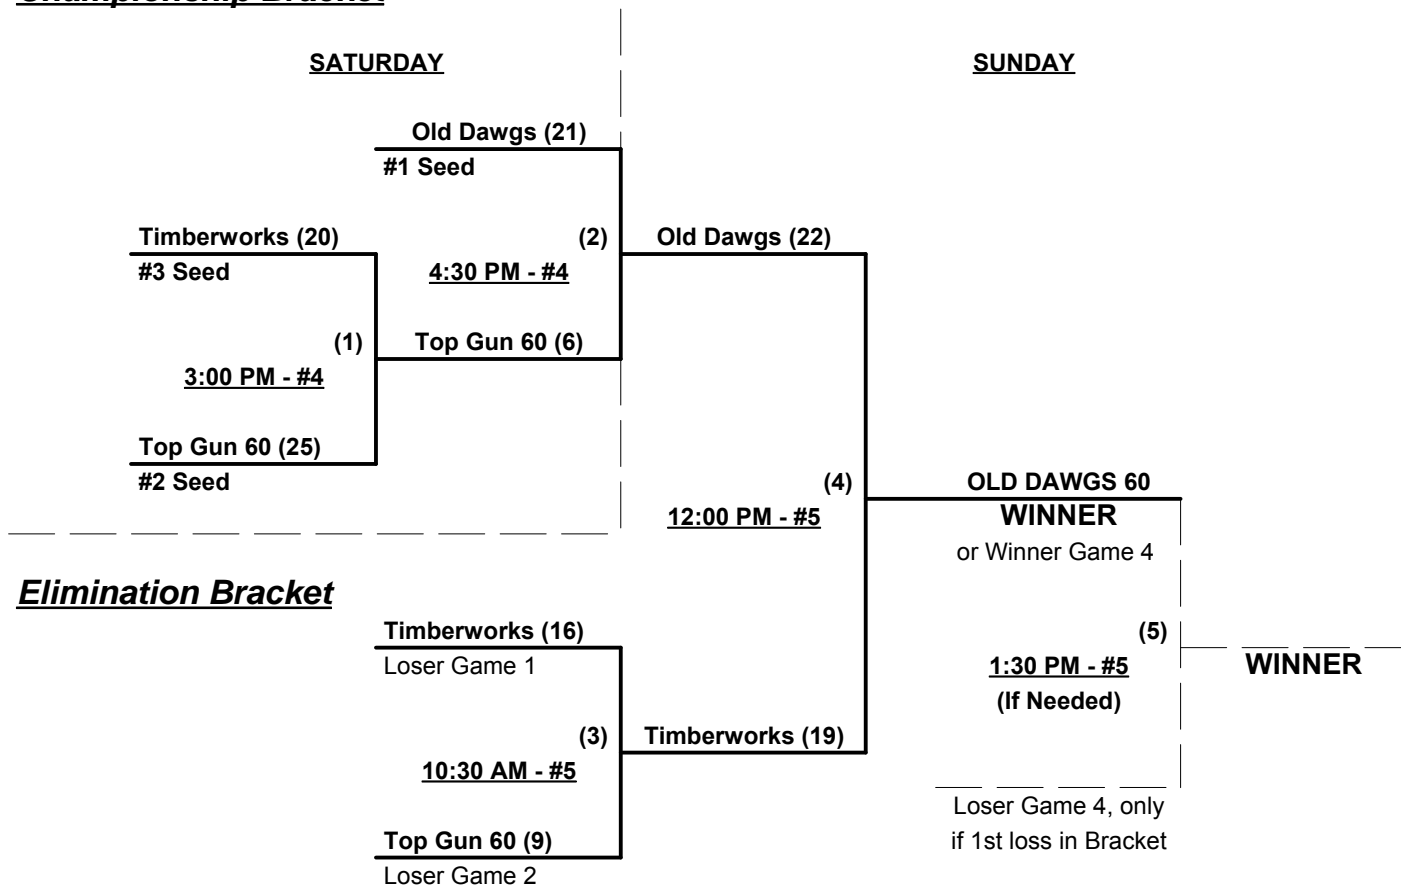 Championship Bracket
SATURDAY
SUNDAY
Old Dawgs (21)
#1 Seed
Timberworks (20)
#3 Seed
(2)
4:30 PM - #4
Old Dawgs (22)
(1)
3:00 PM - #4
Top Gun 60 (6)
Top Gun 60 (25)
#2 Seed
(4)
12:00 PM - #5
OLD DAWGS 60
WINNER
or Winner Game 4
Elimination Bracket
Timberworks (16)
Loser Game 1
(5)
1:30 PM - #5
(If Needed)
WINNER
(3)
10:30 AM - #5
Timberworks (19)
Top Gun 60 (9)
Loser Game 2
Loser Game 4, only
if 1st loss in Bracket